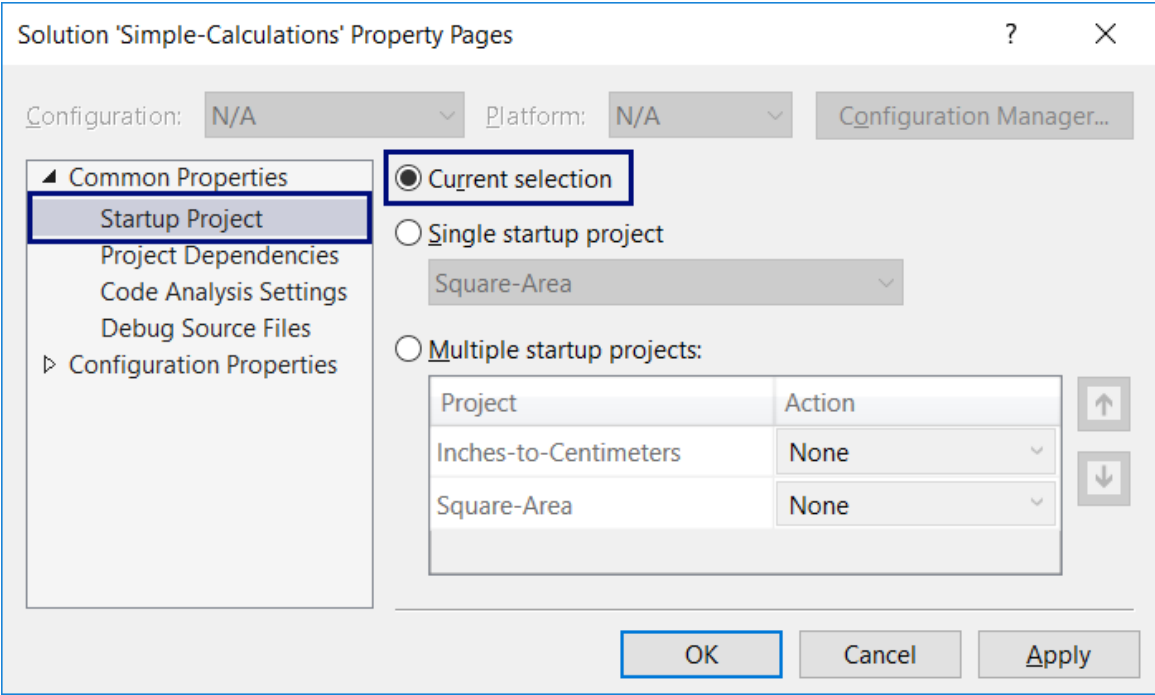 Solution 'Simple-Calculations' Property Pages ?
Configuration: N/A Platform: N/A Configuration Manager...
Common Properties
Startup Project
Project Dependencies
Code Analysis Settings
Debug Source Files
Configuration Properties
Current selection
Single startup project
Square-Area
Multiple startup projects:
Project Action
Inches-to-Centimeters None
Square-Area None
OK Cancel Apply